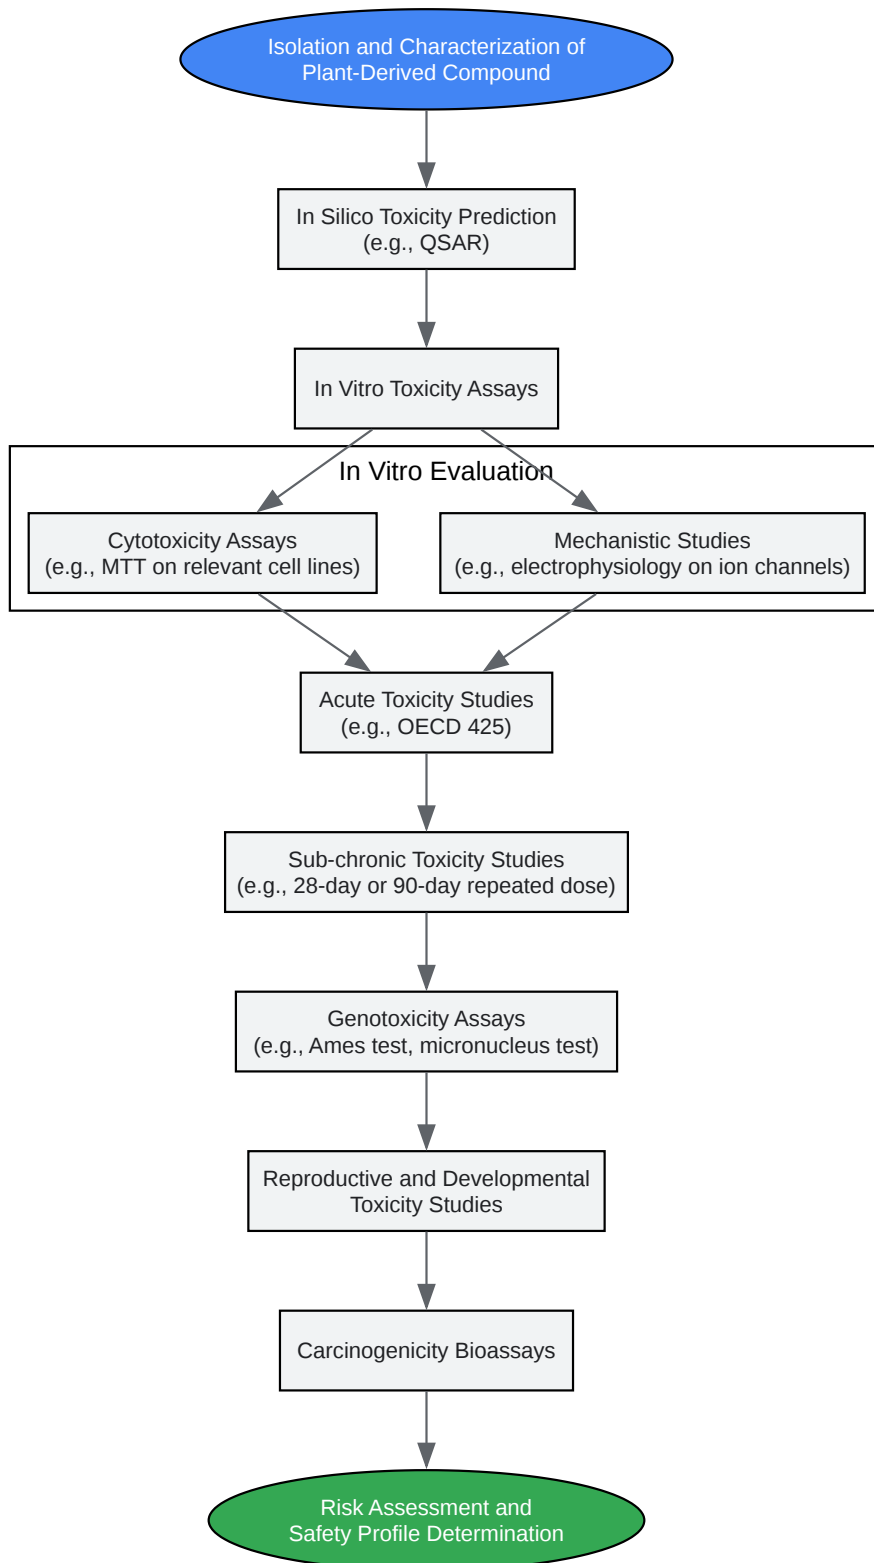 Isolation and Characterization of
Plant-Derived Compound
In Silico Toxicity Prediction
(e.g., QSAR)
In Vitro Toxicity Assays
In Vitro Evaluation
Cytotoxicity Assays
(e.g., MTT on relevant cell lines)
Mechanistic Studies
(e.g., electrophysiology on ion channels)
Acute Toxicity Studies
(e.g., OECD 425)
Sub-chronic Toxicity Studies
(e.g., 28-day or 90-day repeated dose)
Genotoxicity Assays
(e.g., Ames test, micronucleus test)
Reproductive and Developmental
Toxicity Studies
Carcinogenicity Bioassays
Risk Assessment and
Safety Profile Determination